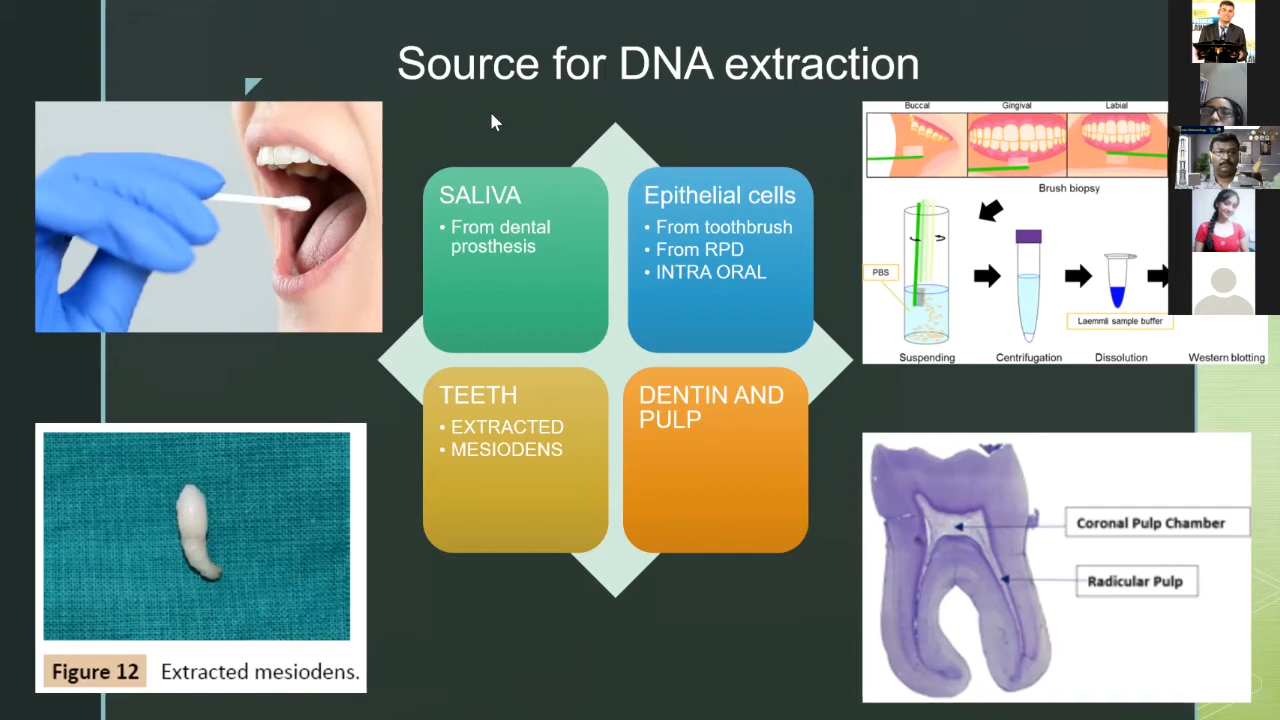 Source for DNA extraction
SALIVA
• From dental
prosthesis
Epithelial cells
• From toothbrush
• From RPD
• INTRA ORAL
TEETH
• EXTRACTED
• MESIODENS
DENTIN AND
PULP
Buccal
Gingival
Labial
Brush biopsy
PBS
Laemmli sample buffer
Suspending
Centrifugation
Dissolution
Western blotting
Figure 12 Extracted mesiodens.
Coronal Pulp Chamber
Radicular Pulp